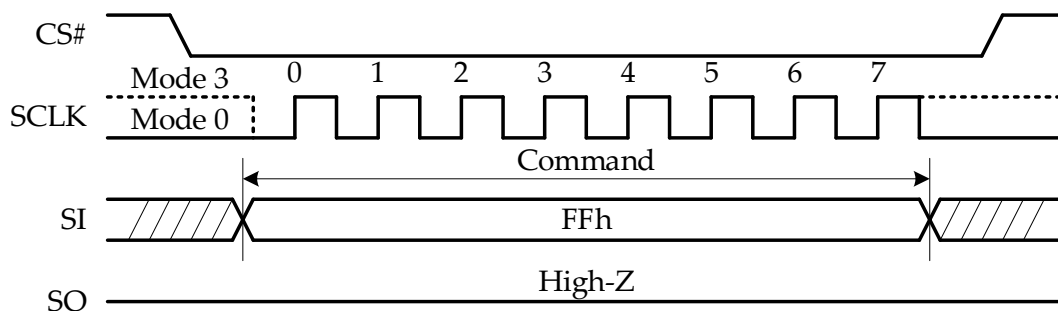 CS#
0 1 2 3 4 5 6 7
Mode 3
SCLK
Mode 0
Command
SI
FFh
High-Z
SO